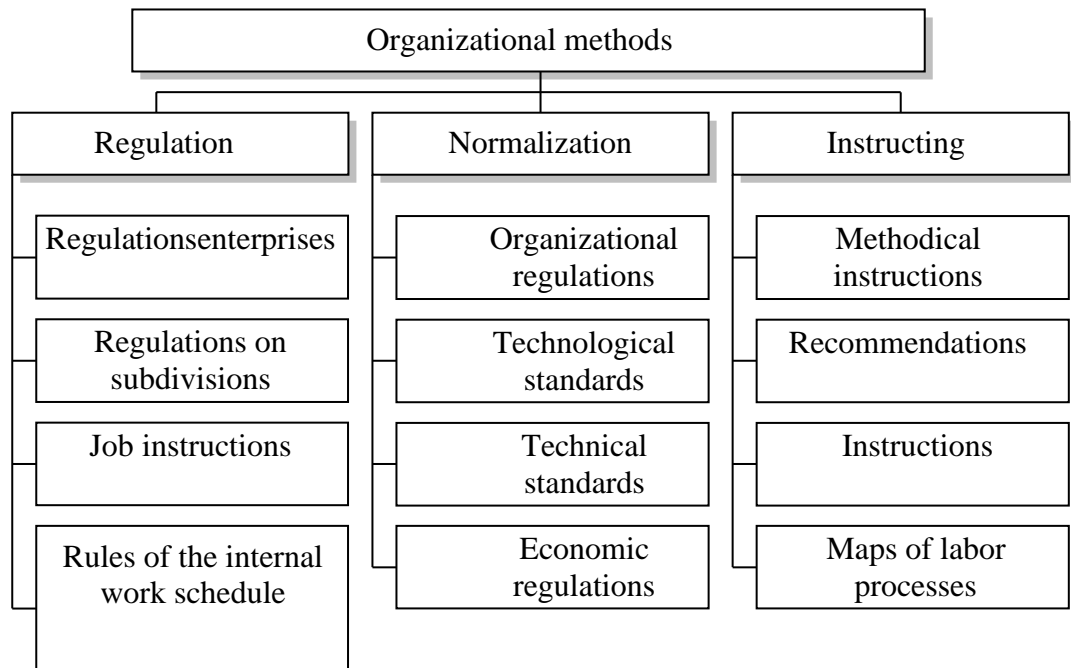 Organizational methods
Regulation
Normalization
Instructing
Regulationsenterprises
Regulations on
subdivisions
Job instructions
Rules of the internal
work schedule
Organizational
regulations
Technological
standards
Technical
standards
Economic
regulations
Methodical
instructions
Recommendations
Instructions
Maps of labor
processes